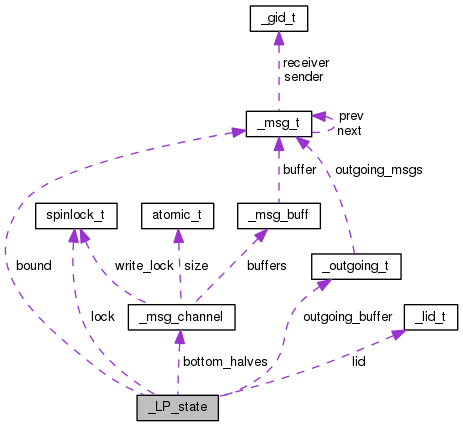 _gid_t
receiver
sender
_msg_t
prev
next
buffer
outgoing_msgs
spinlock_t
atomic_t
_msg_buff
bound
write_lock
size
buffers
_outgoing_t
lock
_msg_channel
outgoing_buffer
_lid_t
bottom_halves
lid
_LP_state